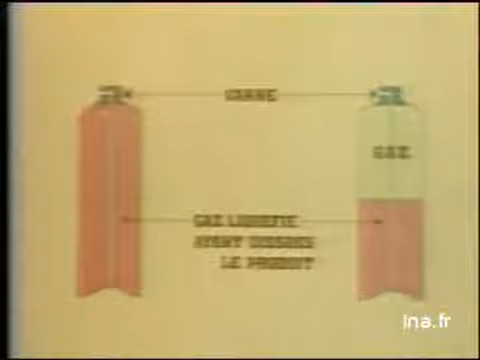 VANNE
GAZ
GAZ LIQUEFIE
AYANT DISSOUS
LE PRODUIT
ina.fr